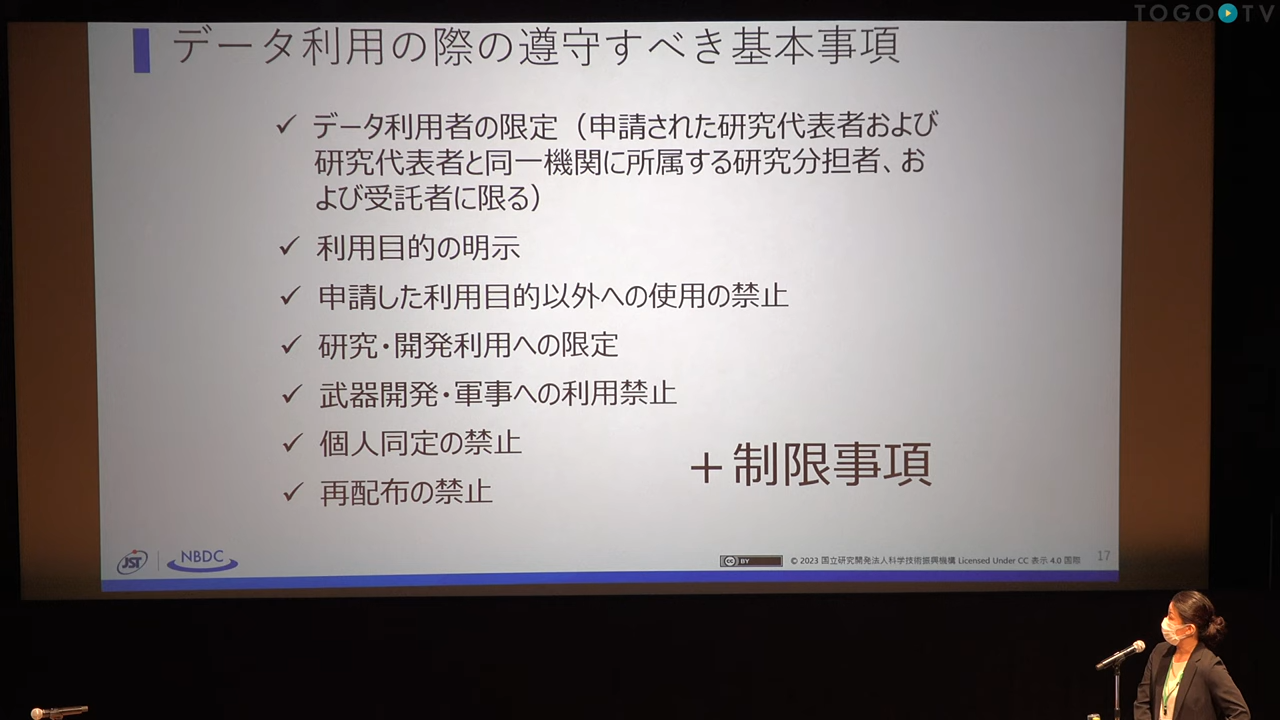 TOGO TV
データ利用の際の遵守すべき基本事項
✓ データ利用者の限定（申請された研究代表者および
研究代表者と同一機関に所属する研究分担者、お
よび受託者に限る）
✓ 利用目的の明示
✓ 申請した利用目的以外への使用の禁止
✓ 研究・開発利用への限定
✓ 武器開発・軍事への利用禁止
✓ 個人同定の禁止
✓ 再配布の禁止
＋制限事項
JST NBDC
cc BY © 2023 国立研究開発法人科学技術振興機構 Licensed Under CC 表示 4.0 国際 17